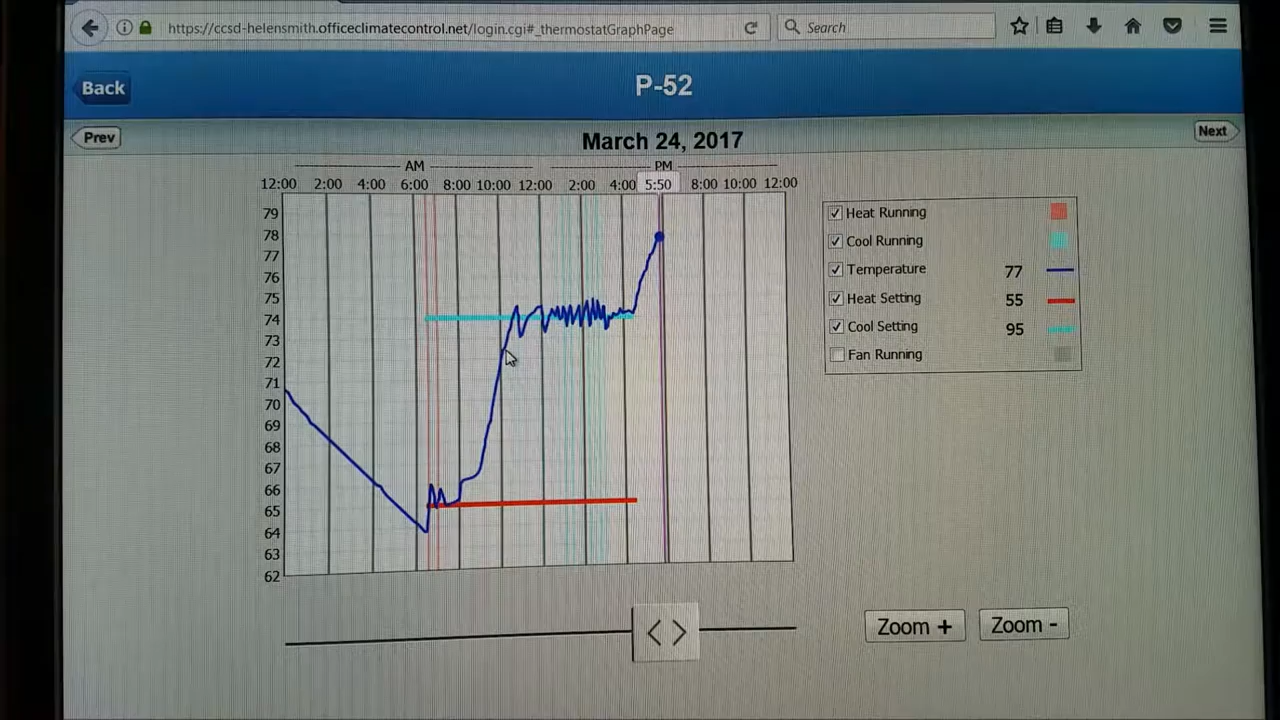 https://ccsd-helensmith.officeclimatecontrol.net/login.cgi#_thermostatGraphPage
Search
Back
P-52
Prev
March 24, 2017
Next
AM
PM
12:00 2:00 4:00 6:00 8:00 10:00 12:00 2:00 4:00 5:50 8:00 10:00 12:00
79
78
77
76
75
74
73
72
71
70
69
68
67
66
65
64
63
62
Heat Running
Cool Running
Temperature 77
Heat Setting 55
Cool Setting 95
Fan Running
Zoom +
Zoom -